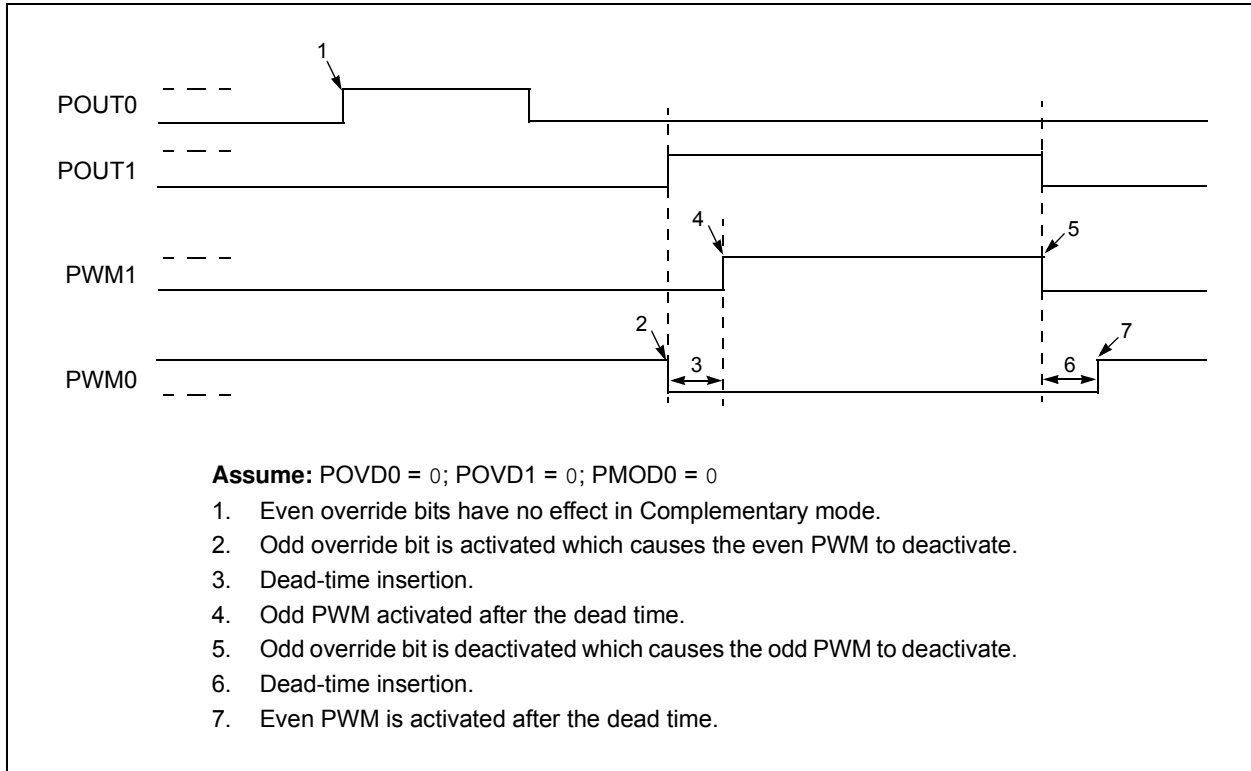 1
POUT0
POUT1
4
5
PWM1
2
7
PWM0
3
6
Assume: POVD0 = 0; POVD1 = 0; PMOD0 = 0
1. Even override bits have no effect in Complementary mode.
2. Odd override bit is activated which causes the even PWM to deactivate.
3. Dead-time insertion.
4. Odd PWM activated after the dead time.
5. Odd override bit is deactivated which causes the odd PWM to deactivate.
6. Dead-time insertion.
7. Even PWM is activated after the dead time.